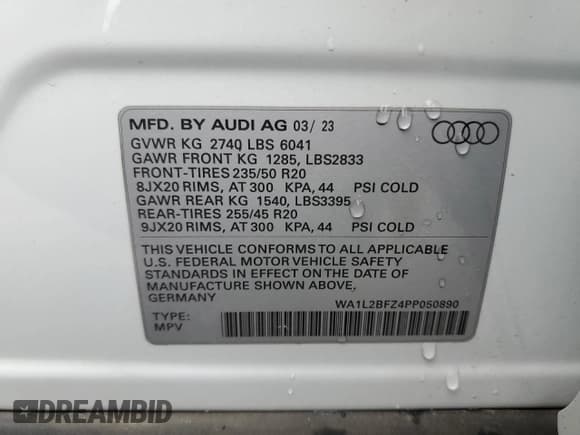 MFD. BY AUDI AG 03/ 23
GVWR KG 2740 LBS 6041
GAWR FRONT KG 1285, LBS2833
FRONT-TIRES 235/50 R20
8JX20 RIMS, AT 300 KPA, 44 PSI COLD
GAWR REAR KG 1540, LBS3395
REAR-TIRES 255/45 R20
9JX20 RIMS, AT 300 KPA, 44 PSI COLD
THIS VEHICLE CONFORMS TO ALL APPLICABLE
U.S. FEDERAL MOTOR VEHICLE SAFETY
STANDARDS IN EFFECT ON THE DATE OF
MANUFACTURE SHOWN ABOVE.
GERMANY
WA1L2BFZ4PP050890
TYPE:
MPV
DREAMBID